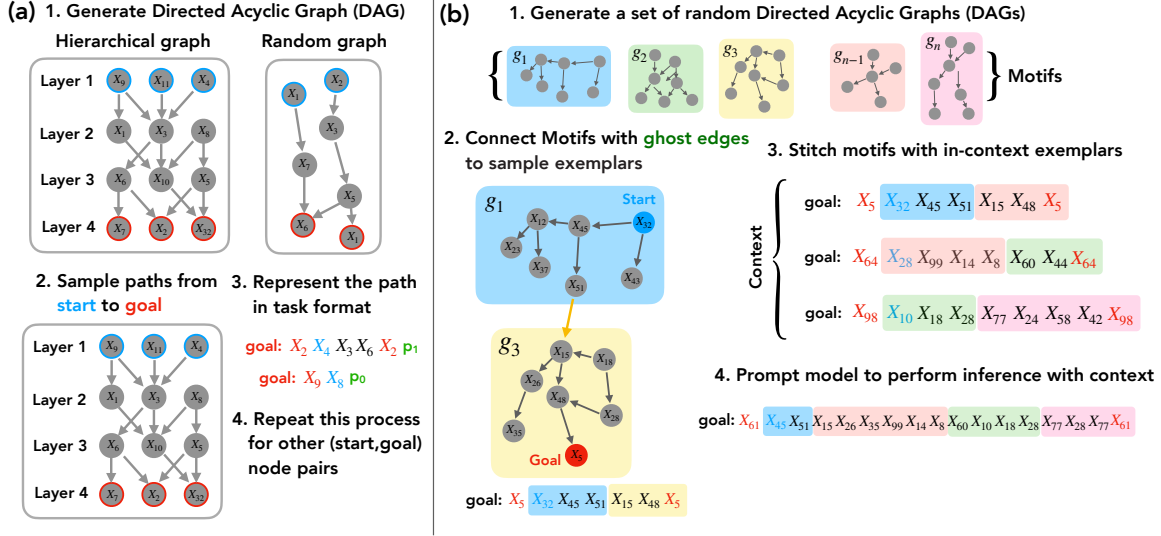 (a) 1. Generate Directed Acyclic Graph (DAG)
Hierarchical graph
Random graph
Layer 1
X9 X11 X4
Layer 2
X1 X3 X8
Layer 3
X6 X10 X5
Layer 4
X7 X2 X32
X1
X2
X3
X7
X5
X6
X1
2. Sample paths from
start to goal
Layer 1
X9 X11 X4
Layer 2
X1 X3 X8
Layer 3
X6 X10 X5
Layer 4
X7 X2 X32
3. Represent the path
in task format
goal: X2 X4 X3 X6 X2 p1
goal: X9 X8 p0
4. Repeat this process
for other (start,goal)
node pairs
(b) 1. Generate a set of random Directed Acyclic Graphs (DAGs)
{ g1 g2 g3 gn−1 gn } Motifs
2. Connect Motifs with ghost edges
to sample exemplars
g1
Start
X12 X45 X32
X23
X37
X43
X51
g3
X15 X18
X26
X48
X28
X35
Goal X5
goal: X5 X32 X45 X51 X15 X48 X5
3. Stitch motifs with in-context exemplars
Context
goal: X5 X32 X45 X51 X15 X48 X5
goal: X64 X28 X99 X14 X8 X60 X44 X64
goal: X98 X10 X18 X28 X77 X24 X58 X42 X98
4. Prompt model to perform inference with context
goal: X61 X45 X51 X15 X26 X35 X99 X14 X8 X60 X10 X18 X28 X77 X28 X77 X61